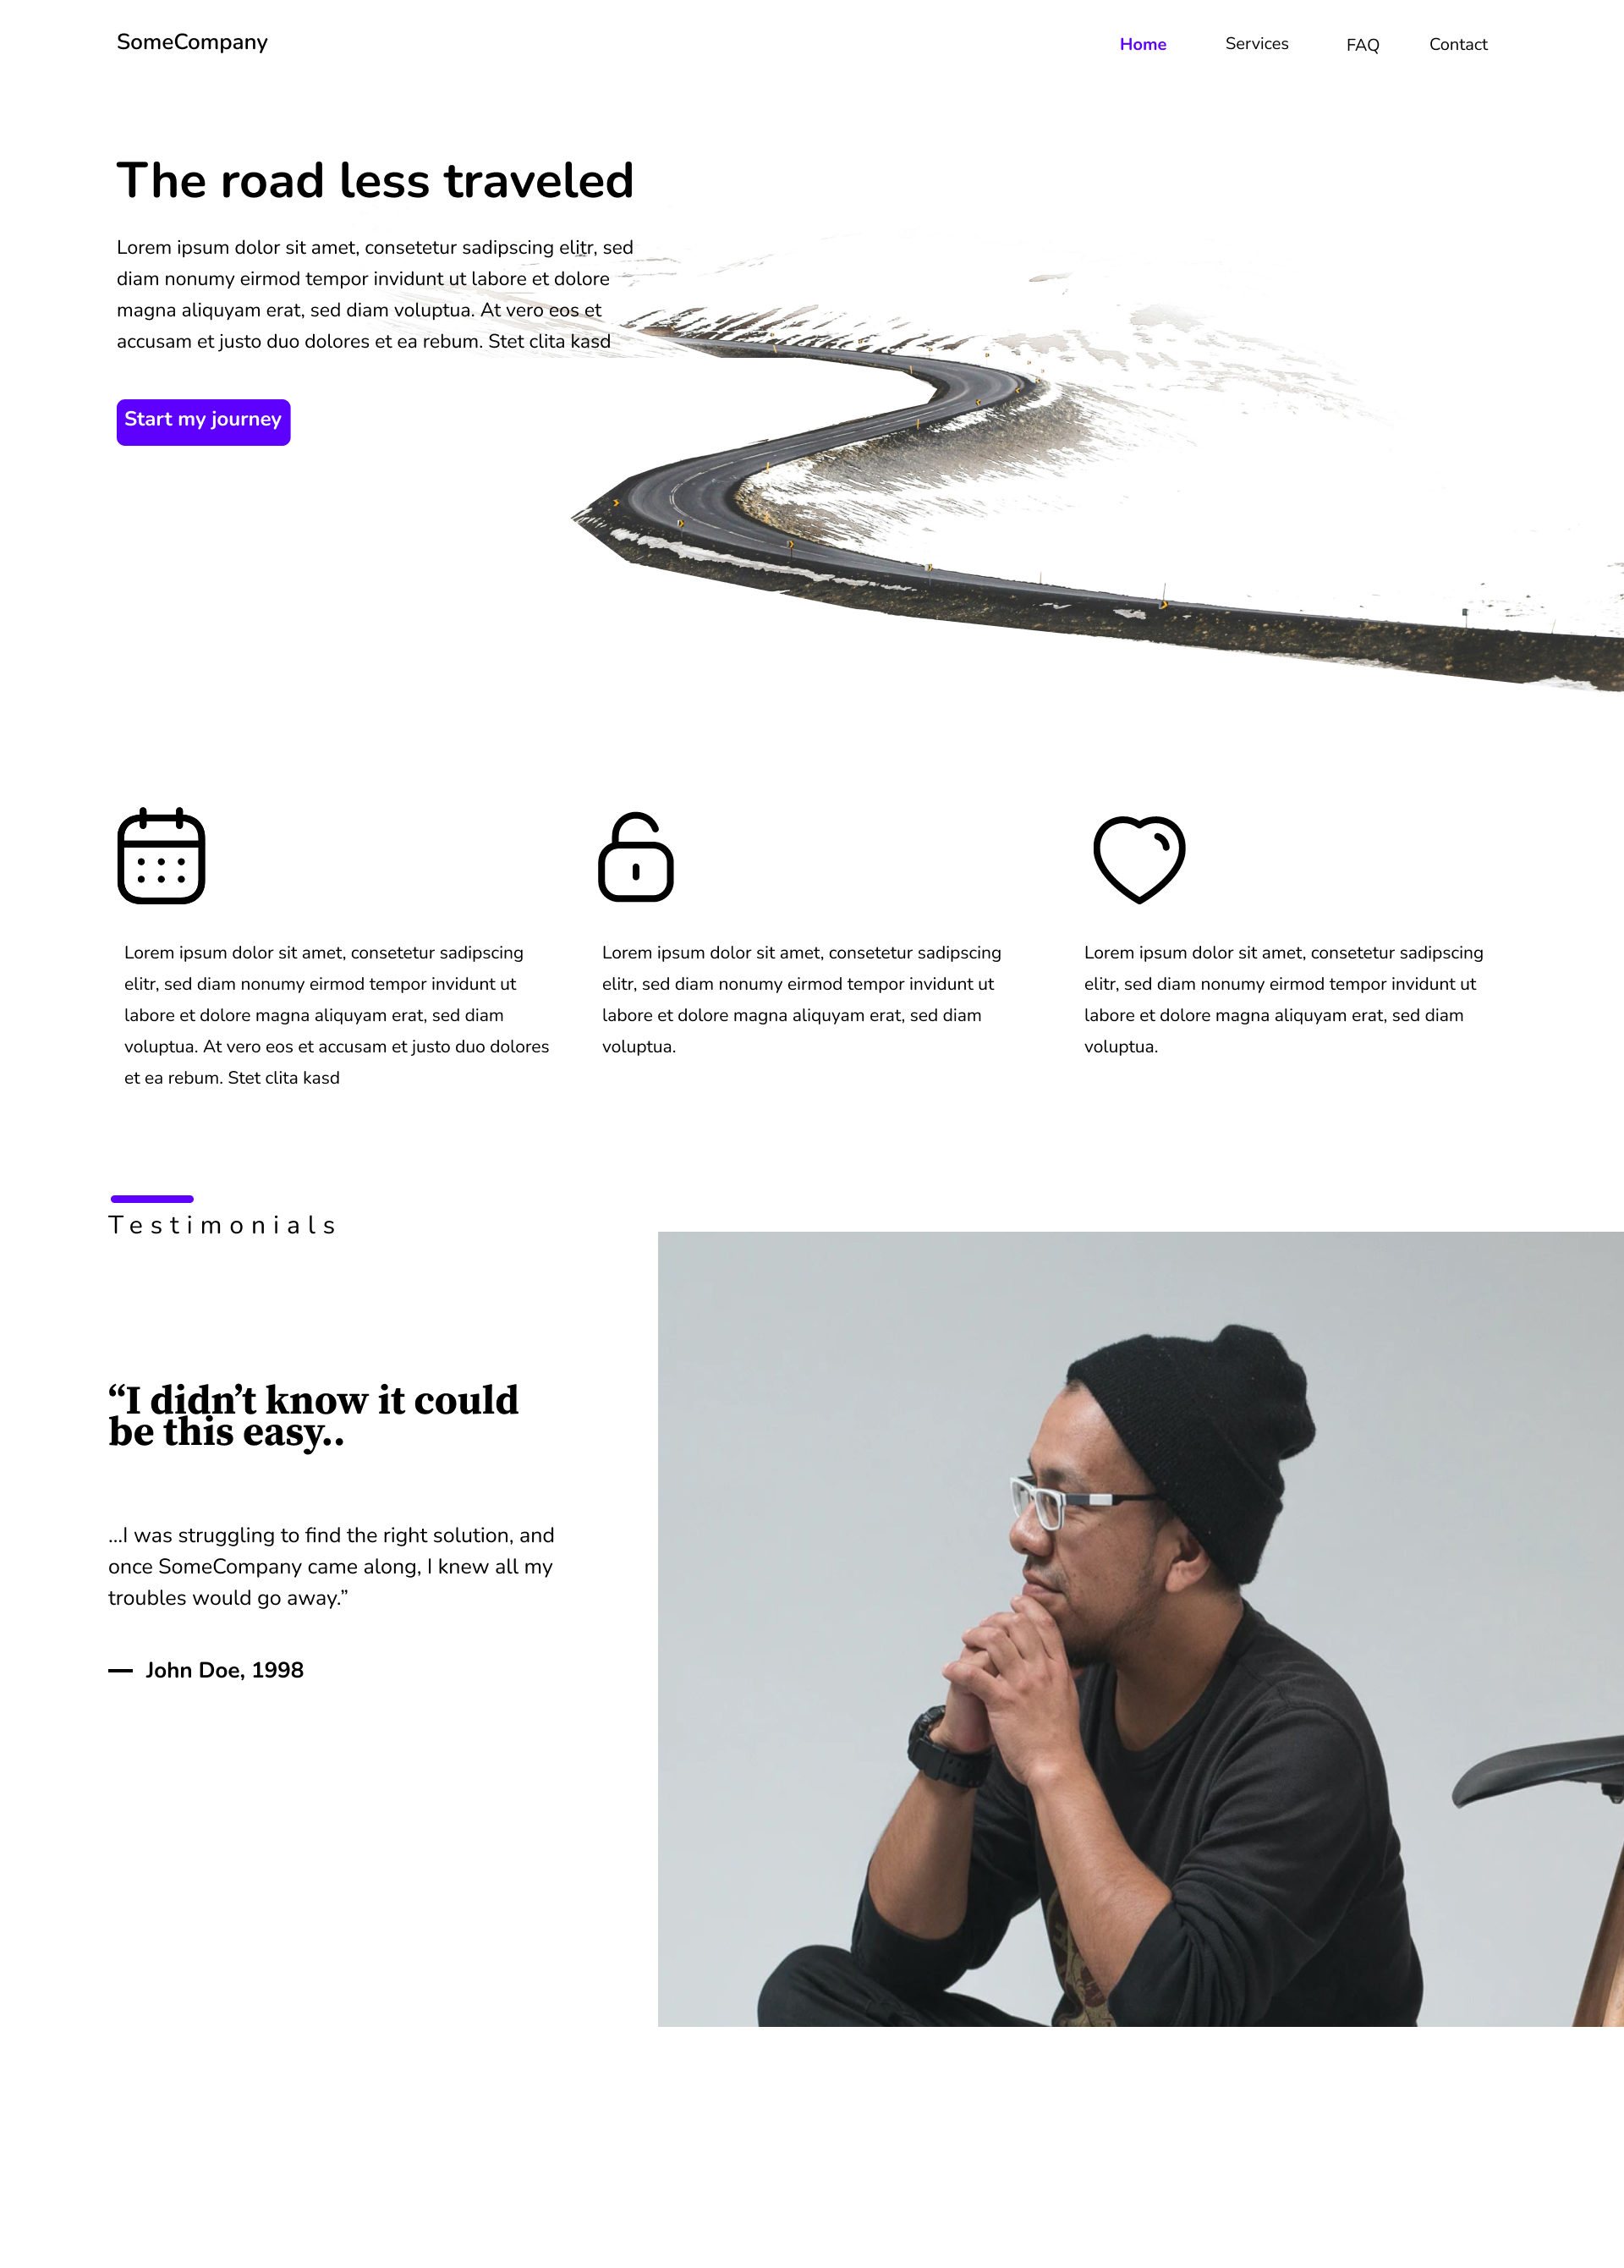 SomeCompany
Home Services FAQ Contact
The road less traveled
Lorem ipsum dolor sit amet, consetetur sadipscing elitr, sed
diam nonumy eirmod tempor invidunt ut labore et dolore
magna aliquyam erat, sed diam voluptua. At vero eos et
accusam et justo duo dolores et ea rebum. Stet clita kasd
Start my journey
Lorem ipsum dolor sit amet, consetetur sadipscing
elitr, sed diam nonumy eirmod tempor invidunt ut
labore et dolore magna aliquyam erat, sed diam
voluptua. At vero eos et accusam et justo duo dolores
et ea rebum. Stet clita kasd
Lorem ipsum dolor sit amet, consetetur sadipscing
elitr, sed diam nonumy eirmod tempor invidunt ut
labore et dolore magna aliquyam erat, sed diam
voluptua.
Lorem ipsum dolor sit amet, consetetur sadipscing
elitr, sed diam nonumy eirmod tempor invidunt ut
labore et dolore magna aliquyam erat, sed diam
voluptua.
Testimonials
“I didn’t know it could
be this easy..
...I was struggling to find the right solution, and
once SomeCompany came along, I knew all my
troubles would go away.”
— John Doe, 1998